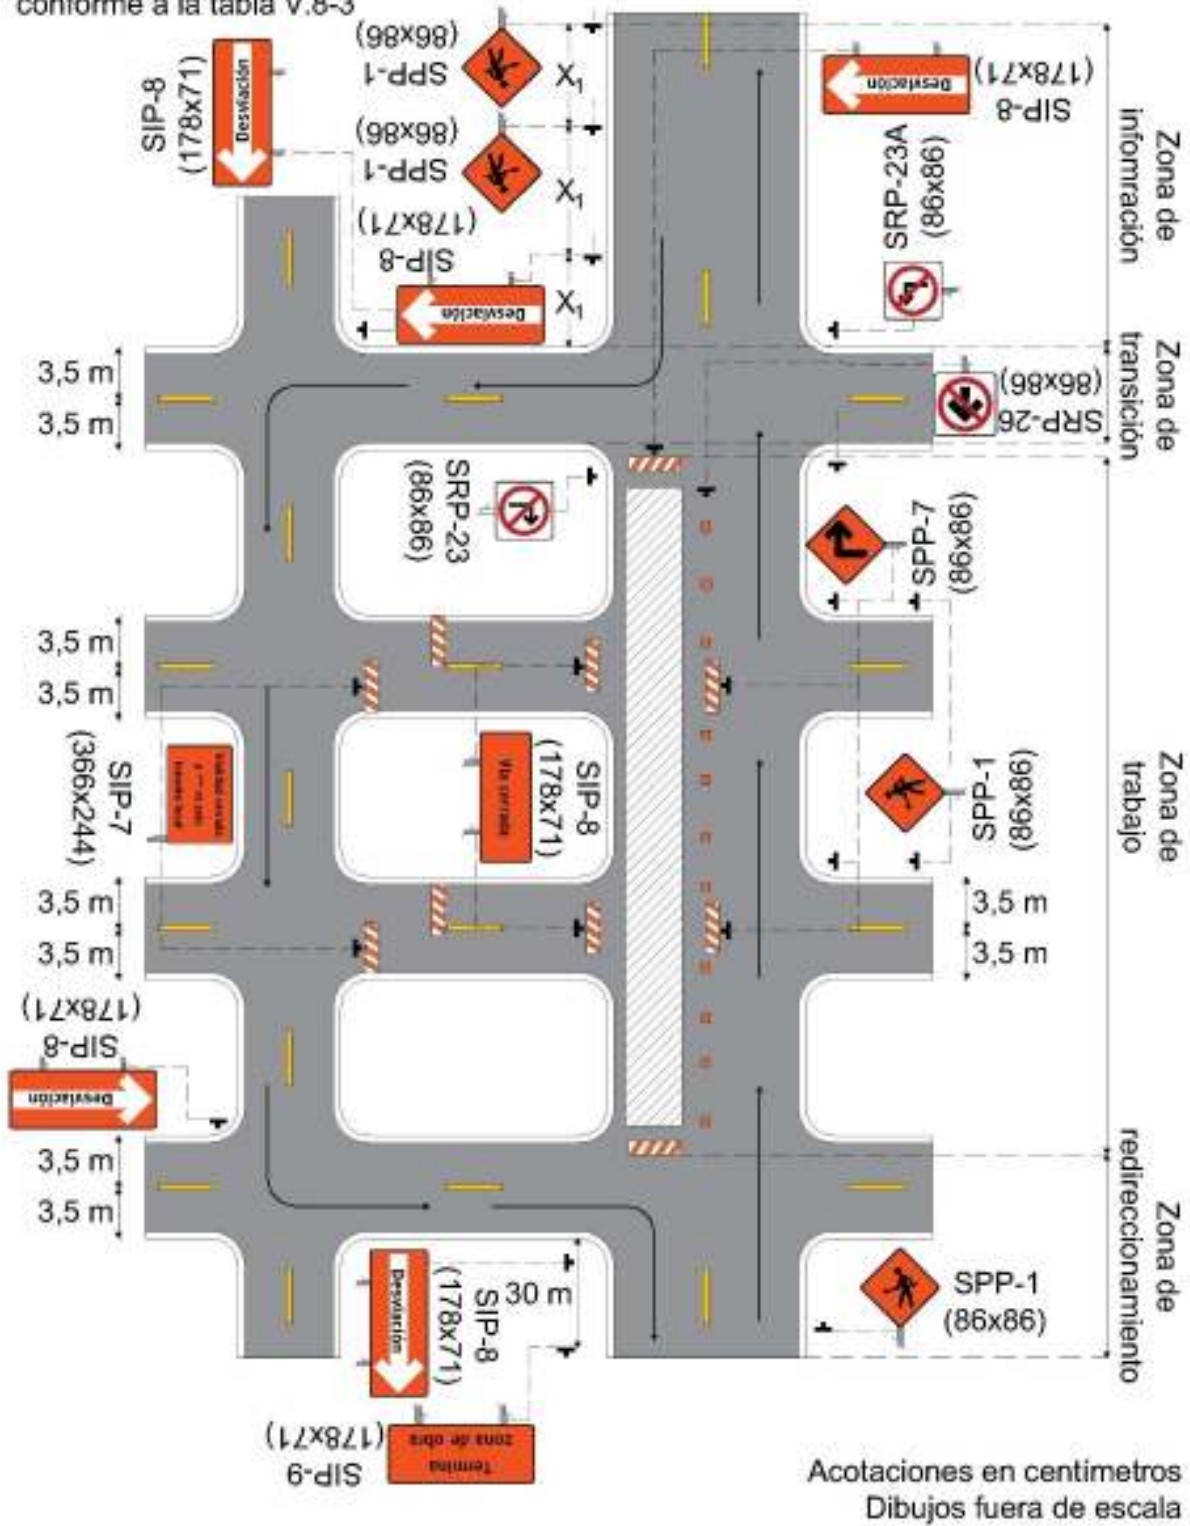 conforme a la tabla V.8-3
SIP-8
(178x71)
Desviación
SPP-1
(86x86)
X₁
SPP-1
(86x86)
X₁
SIP-8
(178x71)
Desviación
X₁
Desviación
SIP-8
(178x71)
SRP-23A
(86x86)
Zona de
infomración
Zona de
transición
SRP-26
(86x86)
3,5 m
3,5 m
SRP-23
(86x86)
SPP-7
(86x86)
3,5 m
3,5 m
SIP-7
(366x244)
Vía cerrada
SIP-8
(178x71)
SPP-1
(86x86)
Zona de
trabajo
3,5 m
3,5 m
3,5 m
3,5 m
SIP-8
(178x71)
Desviación
3,5 m
3,5 m
Desviación
SIP-8
(178x71)
30 m
SPP-1
(86x86)
Zona de
redireccionamiento
SIP-9
(178x71)
Termina
zona de obra
Acotaciones en centímetros
Dibujos fuera de escala